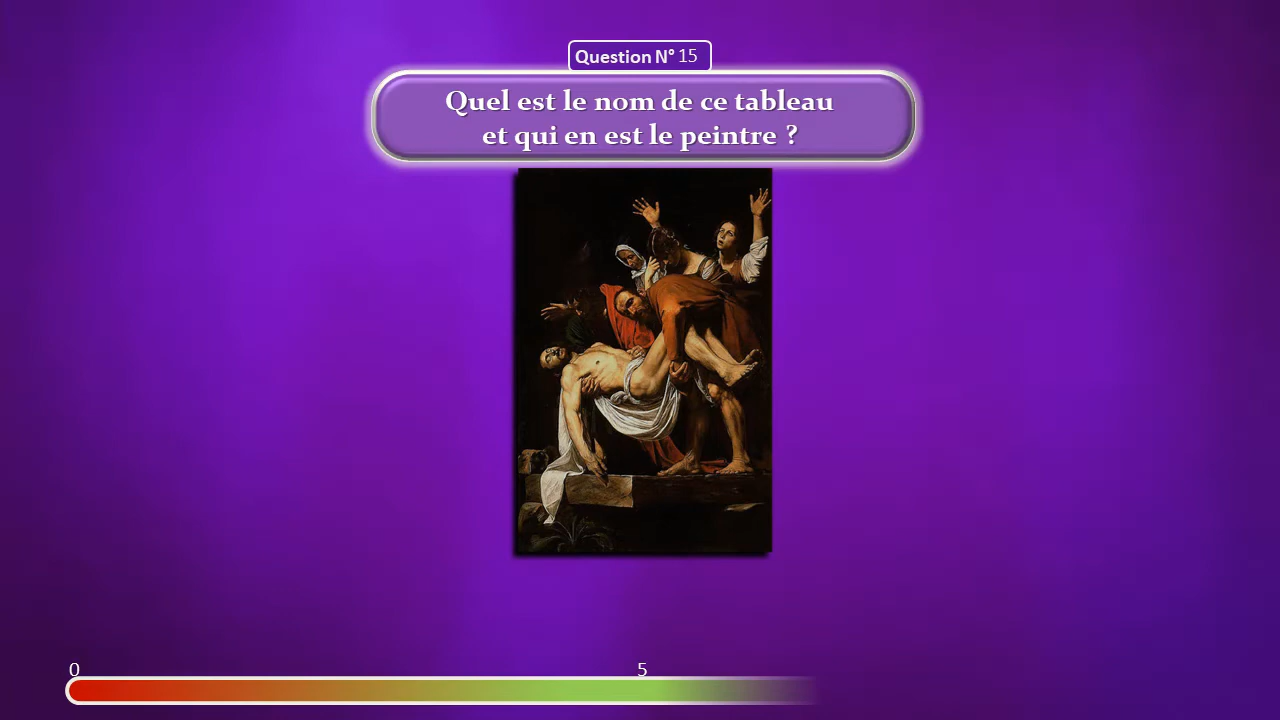 Question N° 15
Quel est le nom de ce tableau
et qui en est le peintre ?
0 5